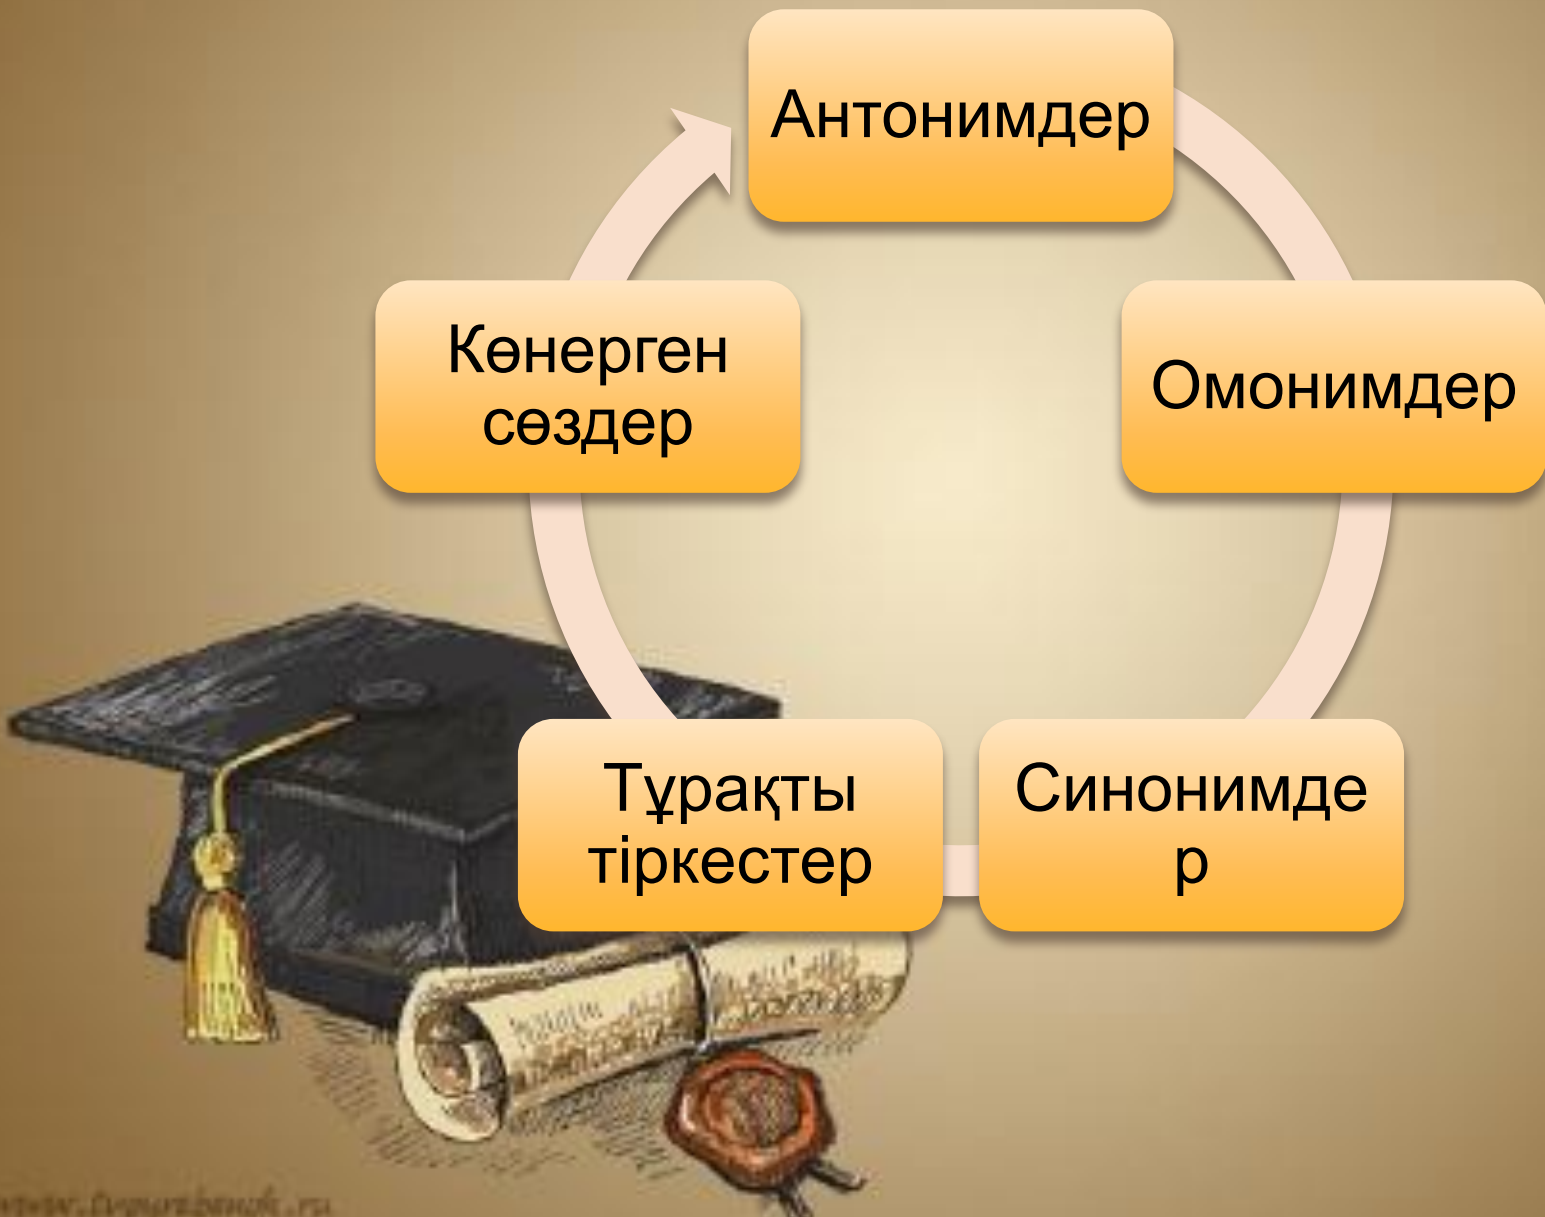 Антонимдер
Омонимдер
Синонимде
р
Тұрақты
тіркестер
Көнерген
сөздер